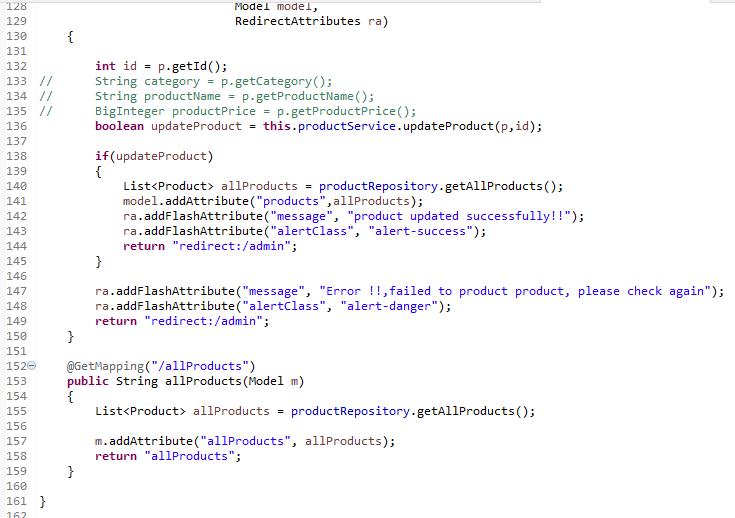 128                              Model model,
129                              RedirectAttributes ra)
130     {
131
132         int id = p.getId();
133 //      String category = p.getCategory();
134 //      String productName = p.getProductName();
135 //      BigInteger productPrice = p.getProductPrice();
136         boolean updateProduct = this.productService.updateProduct(p,id);
137
138         if(updateProduct)
139         {
140             List<Product> allProducts = productRepository.getAllProducts();
141             model.addAttribute("products",allProducts);
142             ra.addFlashAttribute("message", "product updated successfully!!");
143             ra.addFlashAttribute("alertClass", "alert-success");
144             return "redirect:/admin";
145         }
146
147         ra.addFlashAttribute("message", "Error !!,failed to product product, please check again");
148         ra.addFlashAttribute("alertClass", "alert-danger");
149         return "redirect:/admin";
150     }
151
152     @GetMapping("/allProducts")
153     public String allProducts(Model m)
154     {
155         List<Product> allProducts = productRepository.getAllProducts();
156
157         m.addAttribute("allProducts", allProducts);
158         return "allProducts";
159     }
160
161 }
162